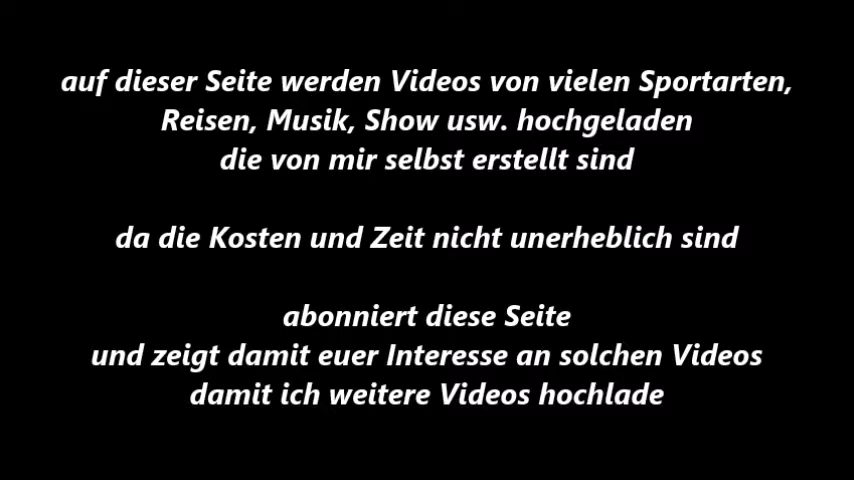 auf dieser Seite werden Videos von vielen Sportarten,
Reisen, Musik, Show usw. hochgeladen
die von mir selbst erstellt sind
da die Kosten und Zeit nicht unerheblich sind
abonniert diese Seite
und zeigt damit euer Interesse an solchen Videos
damit ich weitere Videos hochlade